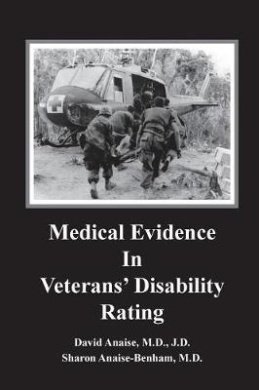 Medical Evidence
In
Veterans' Disability
Rating
David Anaise, M.D., J.D.
Sharon Anaise-Benham, M.D.